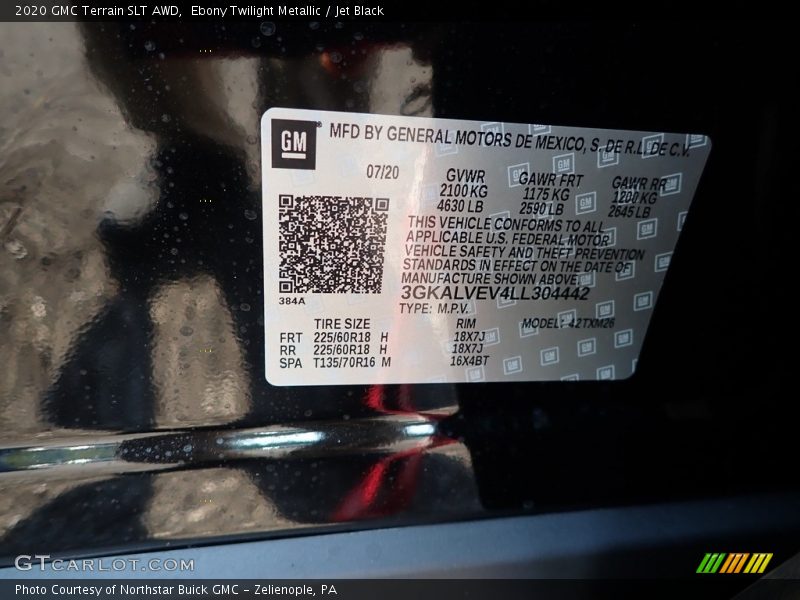 2020 GMC Terrain SLT AWD, Ebony Twilight Metallic / Jet Black
GM
MFD BY GENERAL MOTORS DE MEXICO, S. DE R.L. DE C.V.
07/20 GVWR GAWR FRT GAWR RR
2100 KG 1175 KG 1200 KG
4630 LB 2590 LB 2645 LB
THIS VEHICLE CONFORMS TO ALL
APPLICABLE U.S. FEDERAL MOTOR
VEHICLE SAFETY AND THEFT PREVENTION
STANDARDS IN EFFECT ON THE DATE OF
MANUFACTURE SHOWN ABOVE.
384A 3GKALVEV4LL304442
TYPE: M.P.V.
TIRE SIZE RIM MODEL: 42TXM26
FRT 225/60R18 H 18X7J
RR 225/60R18 H 18X7J
SPA T135/70R16 M 16X4BT
GTCARLOT.COM
Photo Courtesy of Northstar Buick GMC - Zelienople, PA